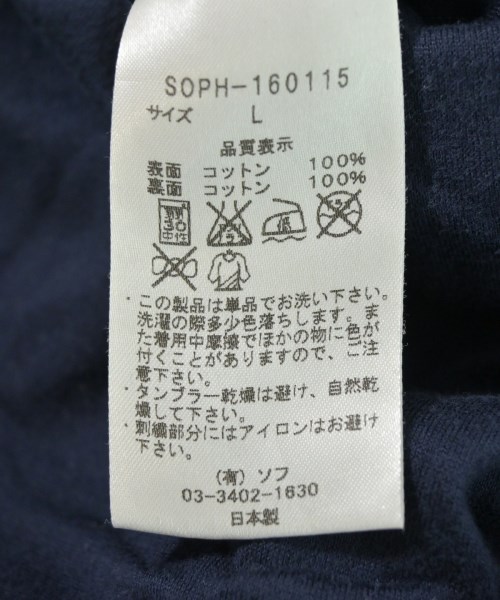 SOPH-160115
サイズ L
品質表示
表面 コットン 100%
裏面 コットン 100%
・この製品は単品でお洗い下さい。
洗濯の際多少色落ちします。ま
た着用中摩擦でほかの物に色が
付くことがありますので、ご注
意下さい。
・タンブラー乾燥は避け、自然乾
燥して下さい。
・刺繍部分にはアイロンはお避け
下さい。
(有)ソフ
03-3402-1630
日本製